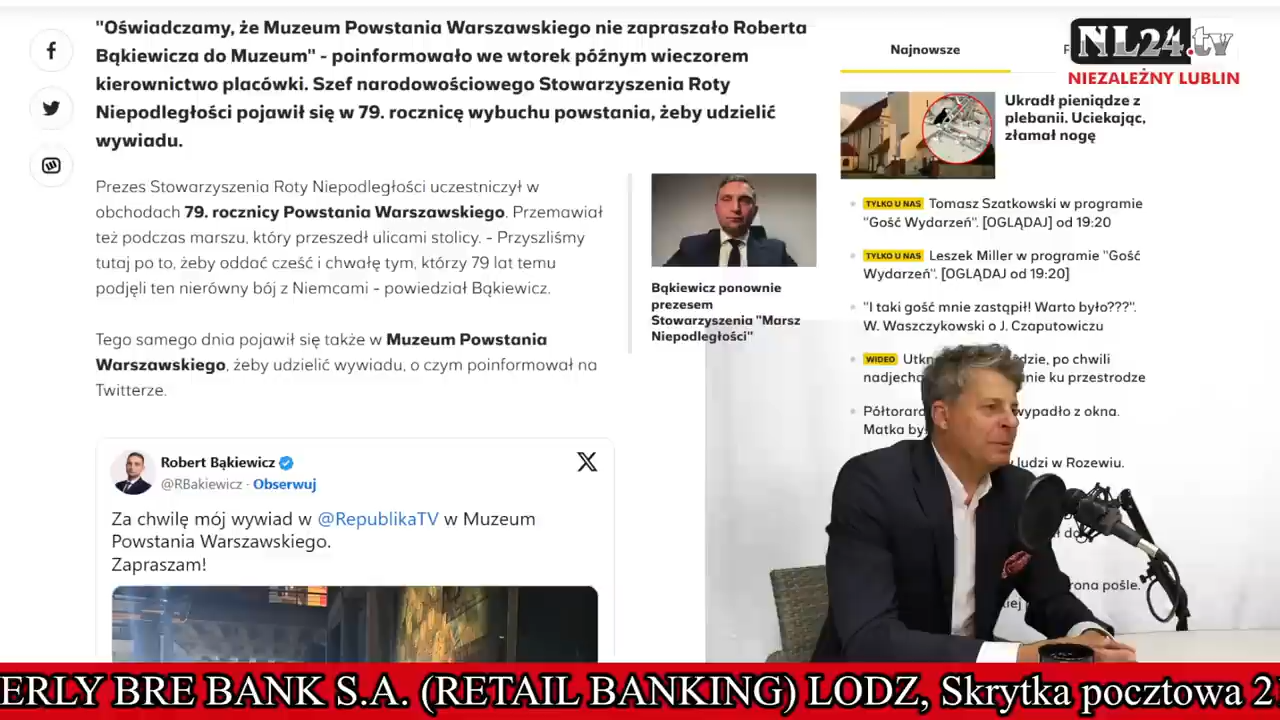 "Oświadczamy, że Muzeum Powstania Warszawskiego nie zapraszało Roberta
Bąkiewicza do Muzeum" - poinformowało we wtorek późnym wieczorem
kierownictwo placówki. Szef narodowościowego Stowarzyszenia Roty
Niepodległości pojawił się w 79. rocznicę wybuchu powstania, żeby udzielić
wywiadu.
Prezes Stowarzyszenia Roty Niepodległości uczestniczył w
obchodach 79. rocznicy Powstania Warszawskiego. Przemawiał
też podczas marszu, który przeszedł ulicami stolicy. - Przyszliśmy
tutaj po to, żeby oddać cześć i chwałę tym, którzy 79 lat temu
podjęli ten nierówny bój z Niemcami - powiedział Bąkiewicz.
Tego samego dnia pojawił się także w Muzeum Powstania
Warszawskiego, żeby udzielić wywiadu, o czym poinformował na
Twitterze.
Robert Bąkiewicz
@RBakiewicz · Obserwuj
Za chwilę mój wywiad w @RepublikaTV w Muzeum
Powstania Warszawskiego.
Zapraszam!
Bąkiewicz ponownie
prezesem
Stowarzyszenia "Marsz
Niepodległości"
Najnowsze
NL24.tv
NIEZALEŻNY LUBLIN
Ukradł pieniądze z
plebanii. Uciekając,
złamał nogę
TYLKO U NAS Tomasz Szatkowski w programie
"Gość Wydarzeń". [OGLĄDAJ] od 19:20
TYLKO U NAS Leszek Miller w programie "Gość
Wydarzeń". [OGLĄDAJ od 19:20]
"I taki gość mnie zastąpił! Warto było???".
W. Waszczykowski o J. Czaputowiczu
WIDEO
po chwili
ku przestrodze
wypadło z okna.
Matka
ludzi w Rozewiu.
pośle.
ERLY BRE BANK S.A. (RETAIL BANKING) LODZ, Skrytka pocztowa